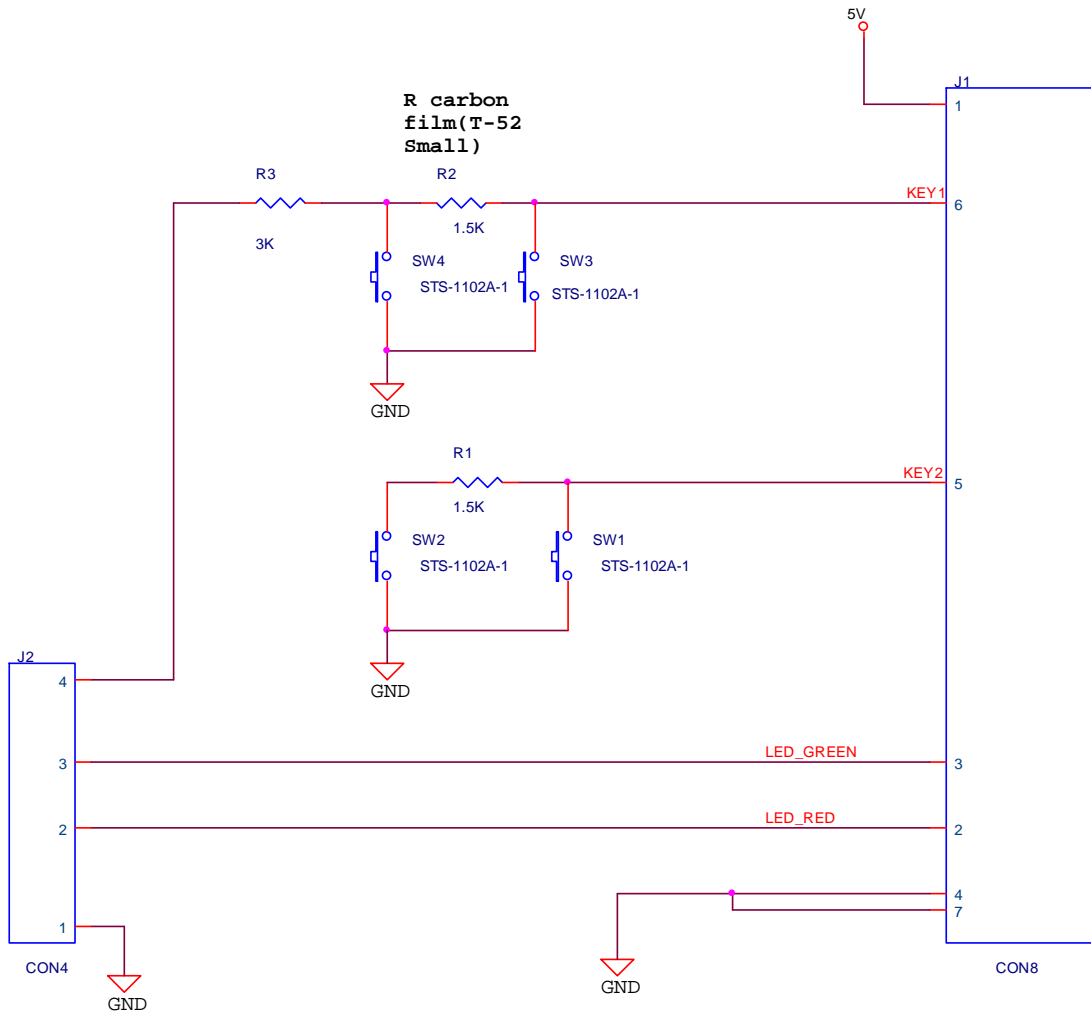 5V
J1
1
R carbon
film(T-52
Small)
R3
R2
KEY1
6
3K
1.5K
SW4
SW3
STS-1102A-1
STS-1102A-1
GND
R1
KEY2
5
1.5K
SW2
SW1
STS-1102A-1
STS-1102A-1
J2
4
GND
LED_GREEN
3
3
LED_RED
2
2
4
7
1
CON4
CON8
GND
GND